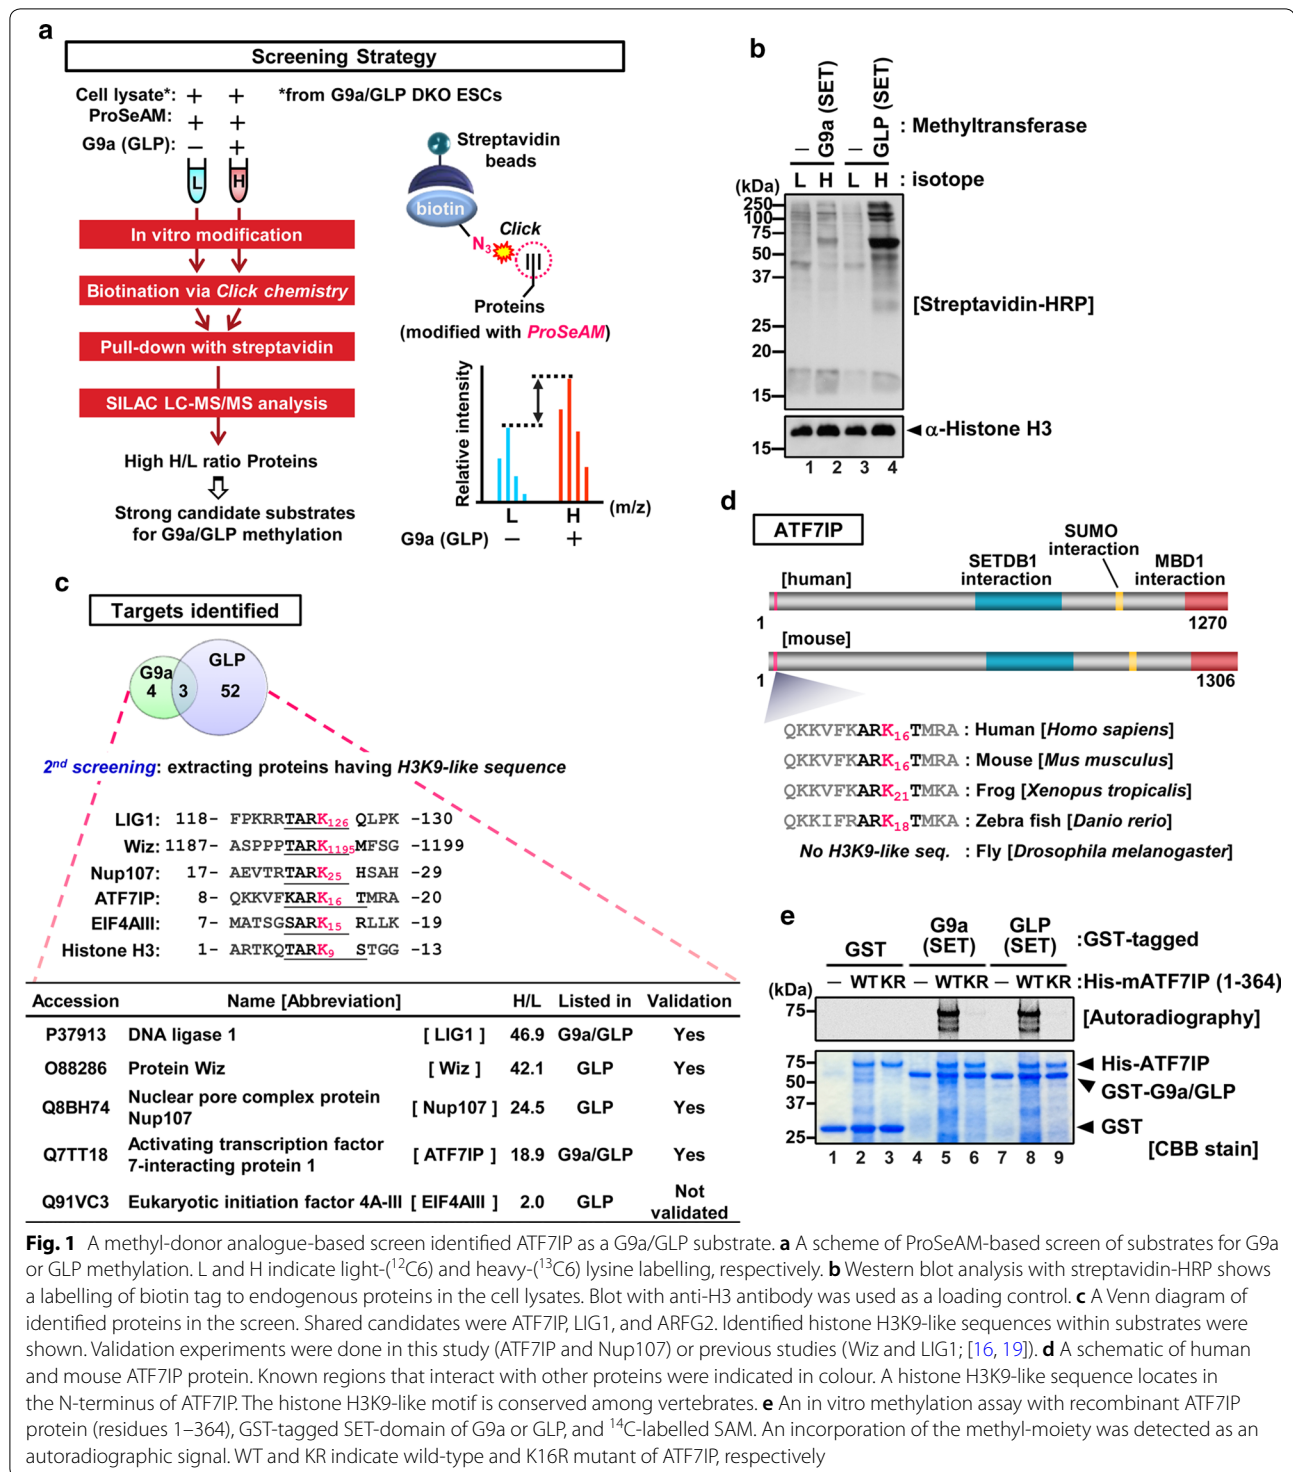 a
Screening Strategy
Cell lysate*: + + *from G9a/GLP DKO ESCs
ProSeAM: + +
G9a (GLP): − +
L H
In vitro modification
Biotination via Click chemistry
Pull-down with streptavidin
SILAC LC-MS/MS analysis
High H/L ratio Proteins
Strong candidate substrates
for G9a/GLP methylation
Streptavidin
beads
biotin
N3
Click
Proteins
(modified with ProSeAM)
Relative intensity
L H (m/z)
G9a (GLP) − +
b
− G9a (SET) − GLP (SET) : Methyltransferase
L H L H : isotope
(kDa)
250
100
75
50
37
25
20
15
[Streptavidin-HRP]
α-Histone H3
15
1 2 3 4
c
Targets identified
G9a
4 3
GLP
52
2nd screening: extracting proteins having H3K9-like sequence
LIG1: 118- FPKRRTARK126 QLPK -130
Wiz: 1187- ASPPPTARK1195MFSG -1199
Nup107: 17- AEVTRTARK25 HSAH -29
ATF7IP: 8- QKKVFKARK16 TMRA -20
EIF4AIII: 7- MATSGSARK15 RLLK -19
Histone H3: 1- ARTKQTARK9 STGG -13
Accession Name [Abbreviation] H/L Listed in Validation
P37913 DNA ligase 1 [ LIG1 ] 46.9 G9a/GLP Yes
O88286 Protein Wiz [ Wiz ] 42.1 GLP Yes
Q8BH74 Nuclear pore complex protein
Nup107 [ Nup107 ] 24.5 GLP Yes
Q7TT18 Activating transcription factor
7-interacting protein 1 [ ATF7IP ] 18.9 G9a/GLP Yes
Q91VC3 Eukaryotic initiation factor 4A-III [ EIF4AIII ] 2.0 GLP Not
validated
d
ATF7IP
SUMO
interaction
SETDB1
interaction
MBD1
interaction
[human]
1 1270
[mouse]
1 1306
QKKVFKARK16TMRA : Human [Homo sapiens]
QKKVFKARK16TMRA : Mouse [Mus musculus]
QKKVFKARK21TMKA : Frog [Xenopus tropicalis]
QKKIFRARK18TMKA : Zebra fish [Danio rerio]
No H3K9-like seq. : Fly [Drosophila melanogaster]
e
GST G9a (SET) GLP (SET) :GST-tagged
− WT KR − WT KR − WT KR :His-mATF7IP (1-364)
(kDa)
75
[Autoradiography]
75
50
37
25
His-ATF7IP
GST-G9a/GLP
GST
[CBB stain]
1 2 3 4 5 6 7 8 9
Fig. 1 A methyl-donor analogue-based screen identified ATF7IP as a G9a/GLP substrate. a A scheme of ProSeAM-based screen of substrates for G9a
or GLP methylation. L and H indicate light-(12C6) and heavy-(13C6) lysine labelling, respectively. b Western blot analysis with streptavidin-HRP shows
a labelling of biotin tag to endogenous proteins in the cell lysates. Blot with anti-H3 antibody was used as a loading control. c A Venn diagram of
identified proteins in the screen. Shared candidates were ATF7IP, LIG1, and ARFG2. Identified histone H3K9-like sequences within substrates were
shown. Validation experiments were done in this study (ATF7IP and Nup107) or previous studies (Wiz and LIG1; [16, 19]). d A schematic of human
and mouse ATF7IP protein. Known regions that interact with other proteins were indicated in colour. A histone H3K9-like sequence locates in
the N-terminus of ATF7IP. The histone H3K9-like motif is conserved among vertebrates. e An in vitro methylation assay with recombinant ATF7IP
protein (residues 1–364), GST-tagged SET-domain of G9a or GLP, and 14C-labelled SAM. An incorporation of the methyl-moiety was detected as an
autoradiographic signal. WT and KR indicate wild-type and K16R mutant of ATF7IP, respectively